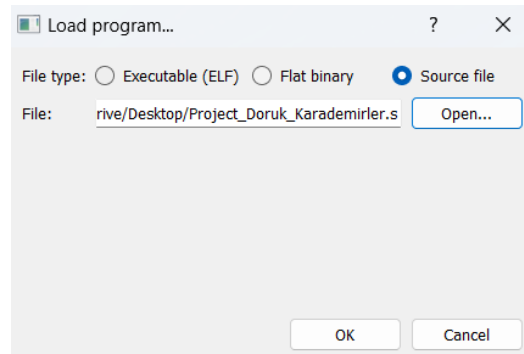 Load program... ?
File type: Executable (ELF) Flat binary Source file
File: rive/Desktop/Project_Doruk_Karademirler.s Open...
OK Cancel